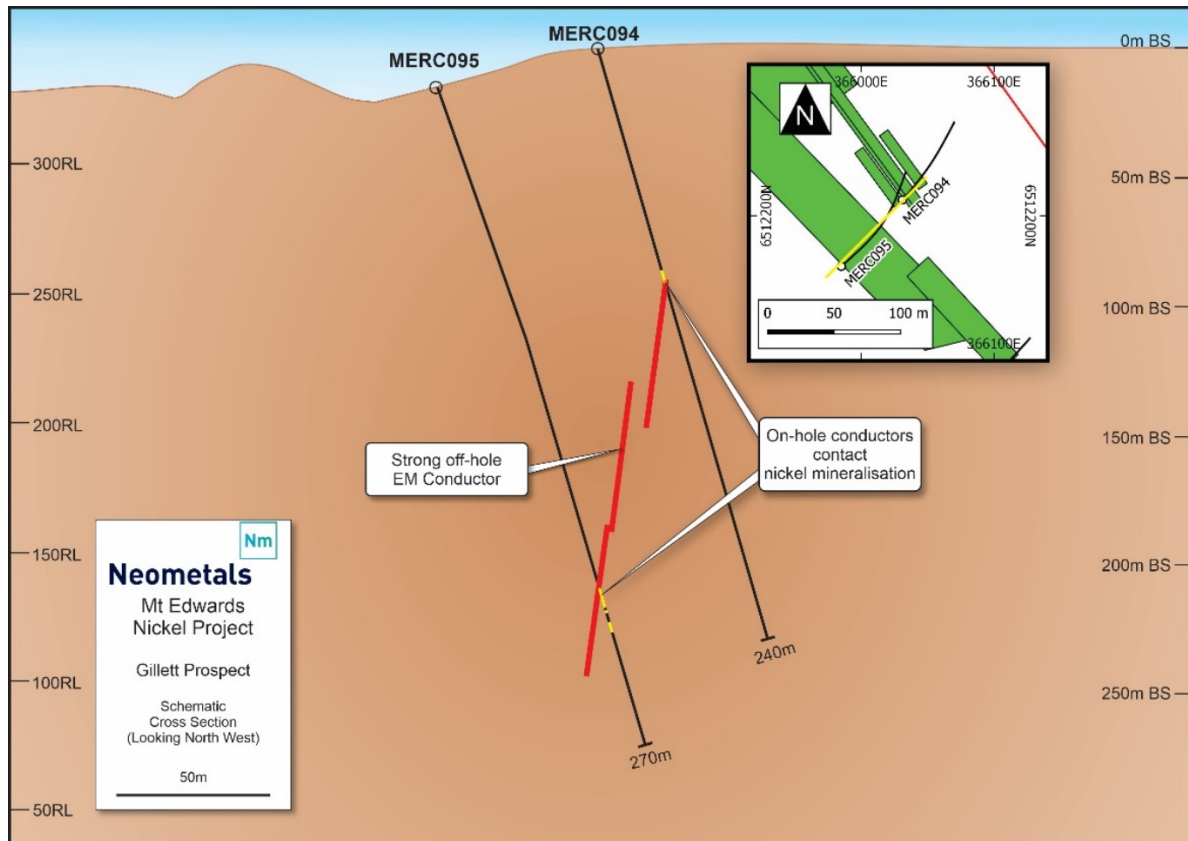 MERC094
MERC095
0m BS
50m BS
100m BS
150m BS
200m BS
250m BS
300RL
250RL
200RL
150RL
100RL
50RL
366000E
366100E
N
6512200N
6512200N
MERC094
MERC095
0 50 100 m
366100E
Strong off-hole
EM Conductor
On-hole conductors
contact
nickel mineralisation
240m
270m
Nm
Neometals
Mt Edwards
Nickel Project
Gillett Prospect
Schematic
Cross Section
(Looking North West)
50m